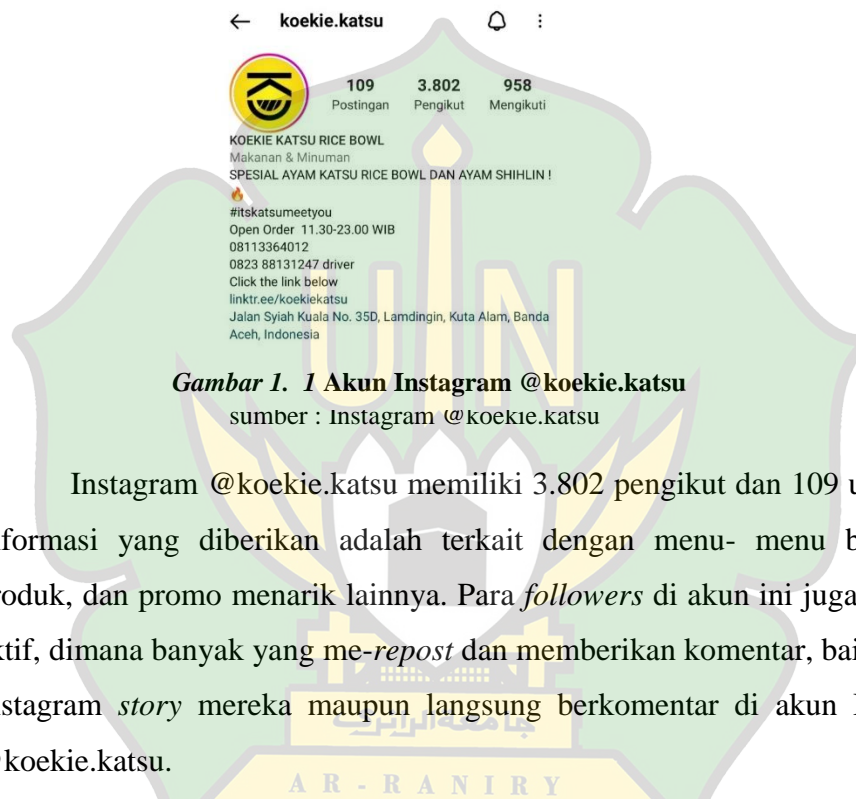 koekie.katsu
109 3.802 958
Postingan Pengikut Mengikuti
KOEKIE KATSU RICE BOWL
Makanan & Minuman
SPESIAL AYAM KATSU RICE BOWL DAN AYAM SHIHLIN !
🔥
#itskatsumeetyou
Open Order 11.30-23.00 WIB
08113364012
0823 88131247 driver
Click the link below
linktr.ee/koekiekatsu
Jalan Syiah Kuala No. 35D, Lamdingin, Kuta Alam, Banda
Aceh, Indonesia
Gambar 1. 1 Akun Instagram @koekie.katsu
sumber : Instagram @koekie.katsu
Instagram @koekie.katsu memiliki 3.802 pengikut dan 109 u
formasi yang diberikan adalah terkait dengan menu- menu b
roduk, dan promo menarik lainnya. Para followers di akun ini juga
ktif, dimana banyak yang me-repost dan memberikan komentar, bai
nstagram story mereka maupun langsung berkomentar di akun
koekie.katsu.
UIN
جامعة الرانري
AR-RANIRY